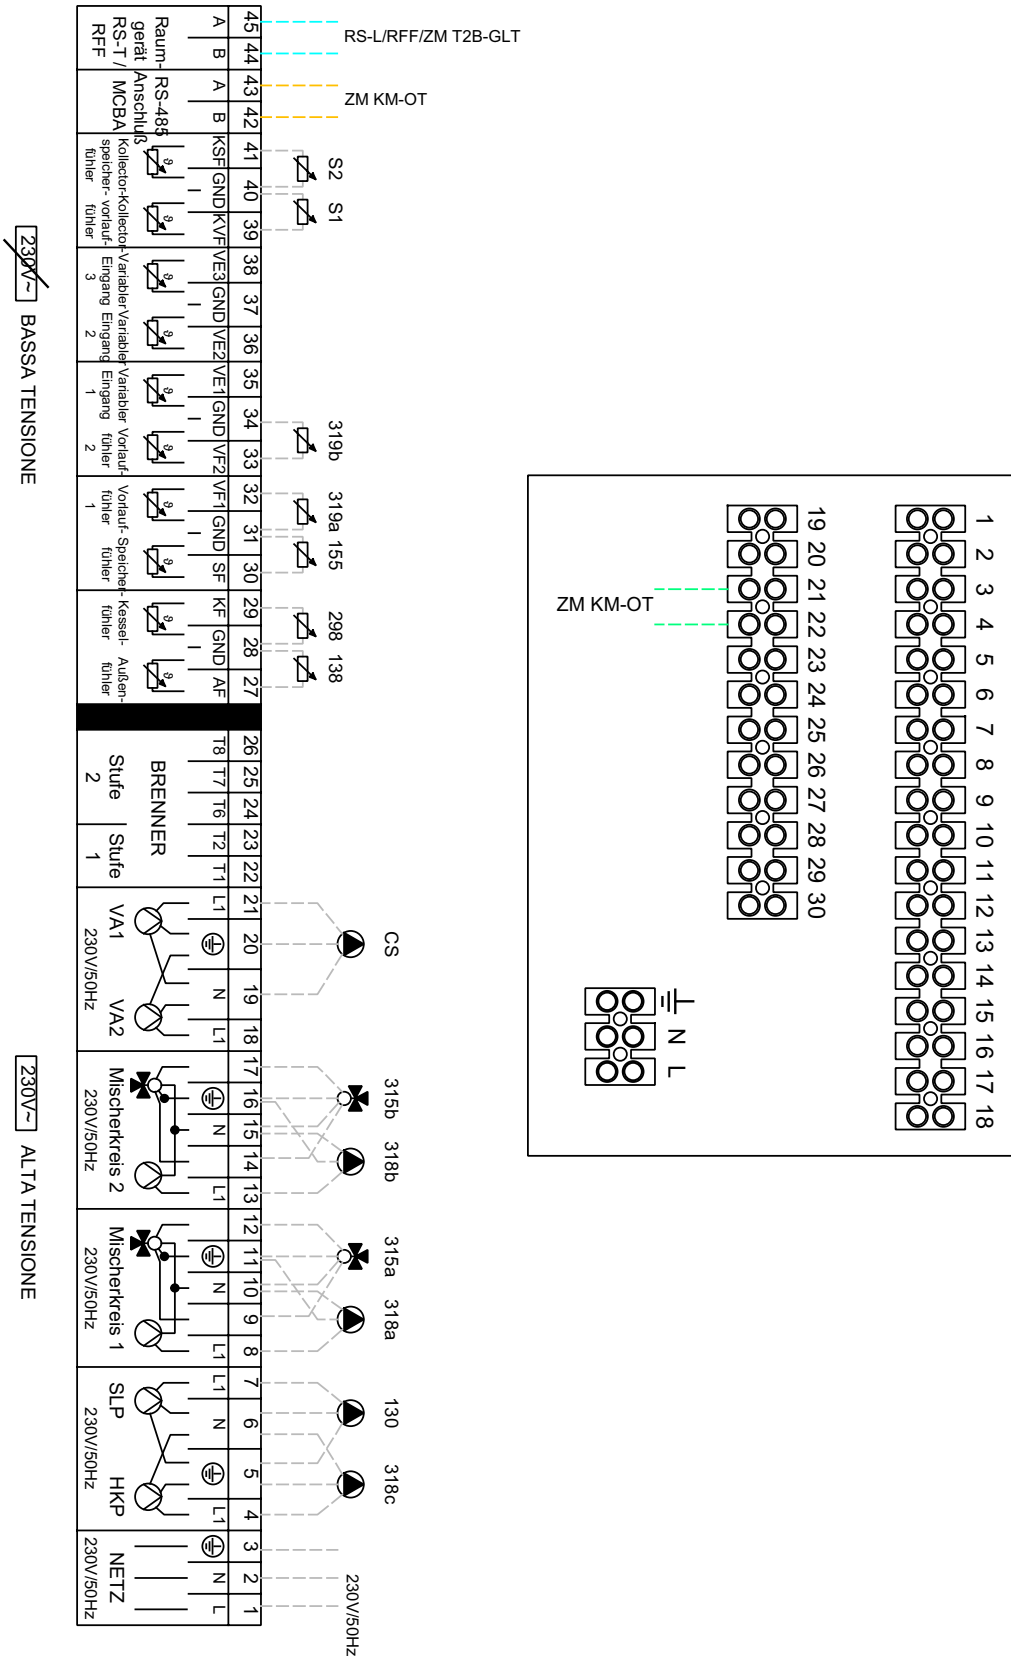 RS-L/RFF/ZM T2B-GLT
ZM KM-OT
45 44 43 42 41 40 39 38 37 36 35 34 33 32 31 30 29 28 27 26 25 24 23 22 21 20 19 18 17 16 15 14 13 12 11 10 9 8 7 6 5 4 3 2 1
A B A B KSF GND KVF VE3 GND VE2 VE1 GND VF2 VF1 GND SF KF GND AF T8 T7 T6 T2 T1 L1 N L1 N L1 N L1 L1 N L1 N L
Raum-
gerät
RS-T /
RFF
RS-485
Anschluß
MCBA
Kollector-
speicher-
fühler
Kollector-
vorlauf-
fühler
Variabler
Eingang
3
Variabler
Eingang
2
Variabler
Eingang
1
Vorlauf-
fühler
2
Vorlauf-
fühler
1
Speicher-
fühler
Kessel-
fühler
Außen-
fühler
BRENNER
Stufe
2
Stufe
1
VA1
VA2
230V/50Hz
Mischerkreis 2
230V/50Hz
Mischerkreis 1
230V/50Hz
SLP
HKP
230V/50Hz
NETZ
230V/50Hz
S2
S1
319b
319a
155
298
138
CS
315b
318b
315a
318a
130
318c
230V/50Hz
230V~ BASSA TENSIONE
230V~ ALTA TENSIONE
1 2 3 4 5 6 7 8 9 10 11 12 13 14 15 16 17 18
19 20 21 22 23 24 25 26 27 28 29 30
ZM KM-OT
N L